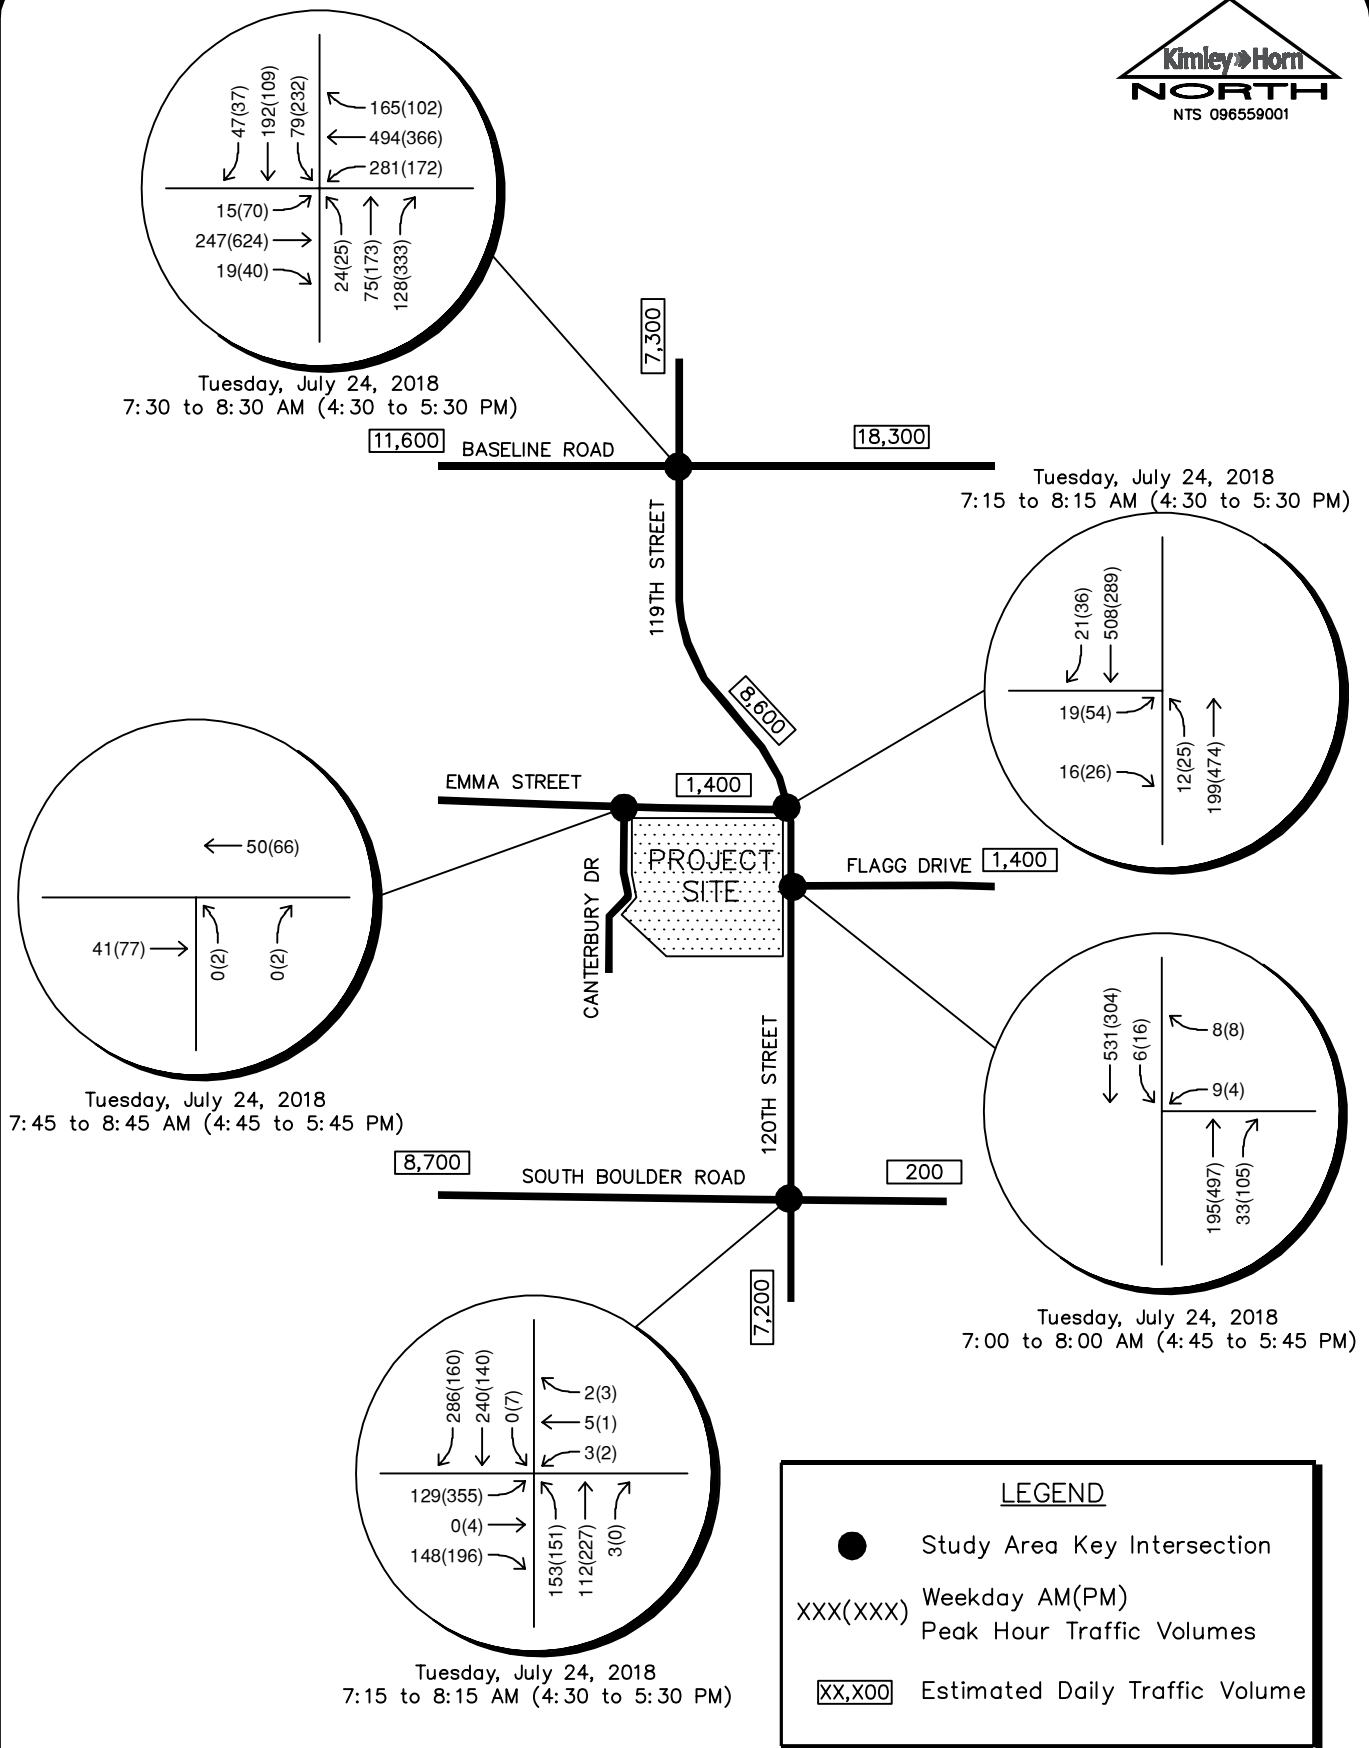 Kimley»Horn
NORTH
NTS 096559001
47(37)
192(109)
79(232)
165(102)
494(366)
281(172)
15(70)
247(624)
19(40)
24(25)
75(173)
128(333)
Tuesday, July 24, 2018
7:30 to 8:30 AM (4:30 to 5:30 PM)
7,300
11,600
BASELINE ROAD
18,300
119TH STREET
Tuesday, July 24, 2018
7:15 to 8:15 AM (4:30 to 5:30 PM)
21(36)
508(289)
19(54)
16(26)
12(25)
199(474)
8,600
EMMA STREET
1,400
PROJECT
SITE
FLAGG DRIVE
1,400
CANTERBURY DR
50(66)
41(77)
0(2)
0(2)
Tuesday, July 24, 2018
7:45 to 8:45 AM (4:45 to 5:45 PM)
120TH STREET
531(304)
6(16)
8(8)
9(4)
195(497)
33(105)
Tuesday, July 24, 2018
7:00 to 8:00 AM (4:45 to 5:45 PM)
8,700
SOUTH BOULDER ROAD
200
7,200
286(160)
240(140)
0(7)
2(3)
5(1)
3(2)
129(355)
0(4)
148(196)
153(151)
112(227)
3(0)
Tuesday, July 24, 2018
7:15 to 8:15 AM (4:30 to 5:30 PM)
LEGEND
Study Area Key Intersection
XXX(XXX) Weekday AM(PM)
Peak Hour Traffic Volumes
XX,X00 Estimated Daily Traffic Volume